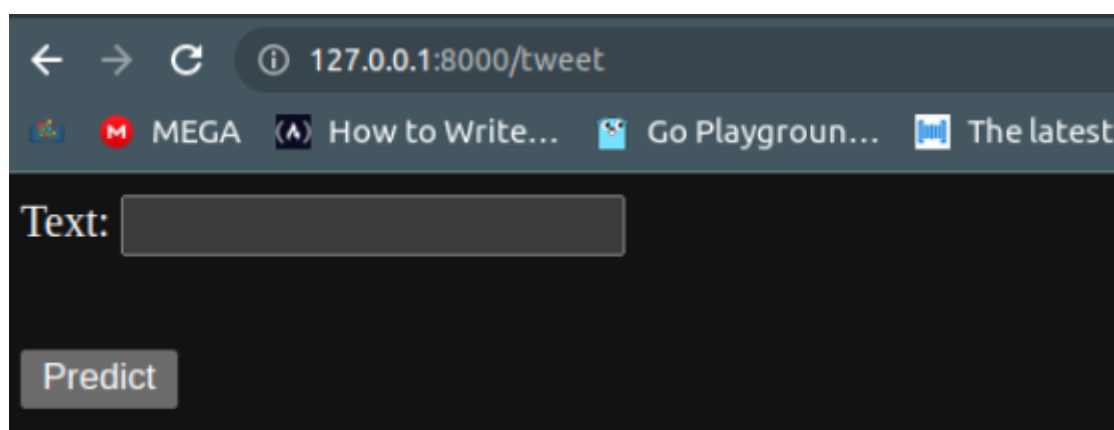 127.0.0.1:8000/tweet
MEGA How to Write... Go Playgroun... The latest
Text:
Predict